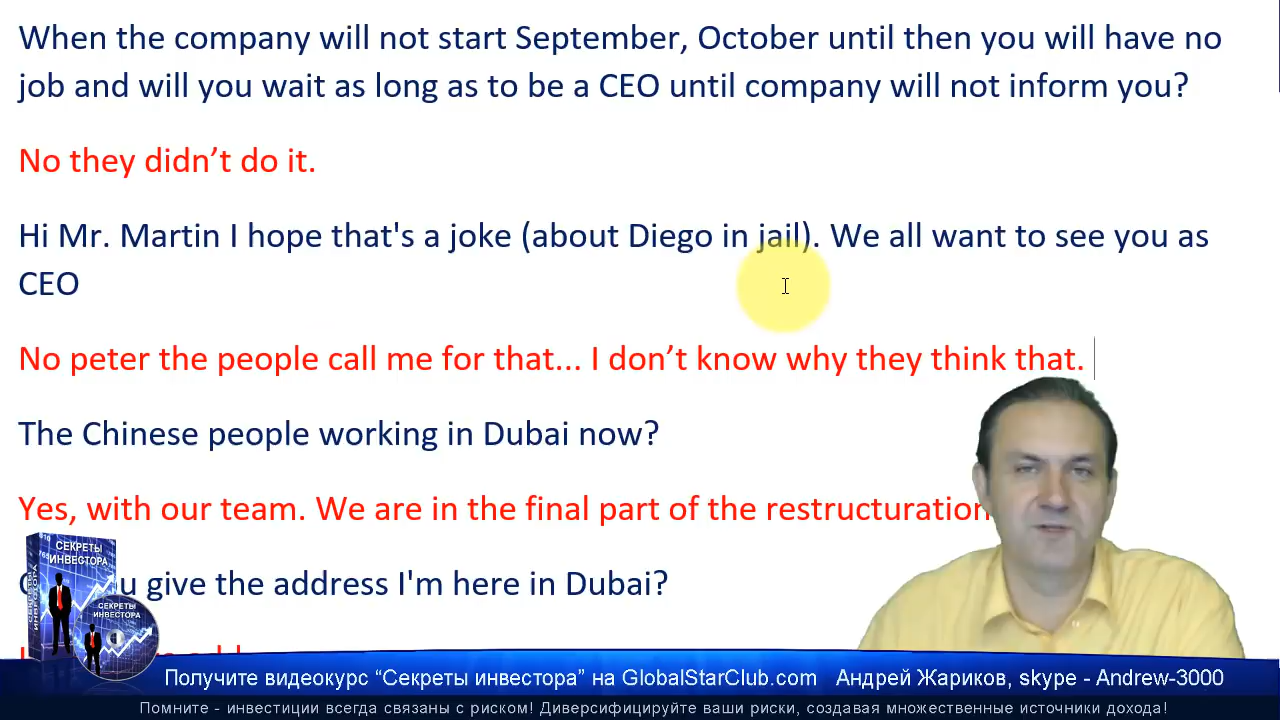 When the company will not start September, October until then you will have no
job and will you wait as long as to be a CEO until company will not inform you?
No they didn’t do it.
Hi Mr. Martin I hope that's a joke (about Diego in jail). We all want to see you as
CEO
No peter the people call me for that... I don’t know why they think that.
The Chinese people working in Dubai now?
Yes, with our team. We are in the final part of the restructuration
give the address I'm here in Dubai?
СЕКРЕТЫ
ИНВЕСТОРА
СЕКРЕТЫ
ИНВЕСТОРА
Получите видеокурс “Секреты инвестора” на GlobalStarClub.com Андрей Жариков, skype - Andrew-3000
Помните - инвестиции всегда связаны с риском! Диверсифицируйте ваши риски, создавая множественные источники дохода!